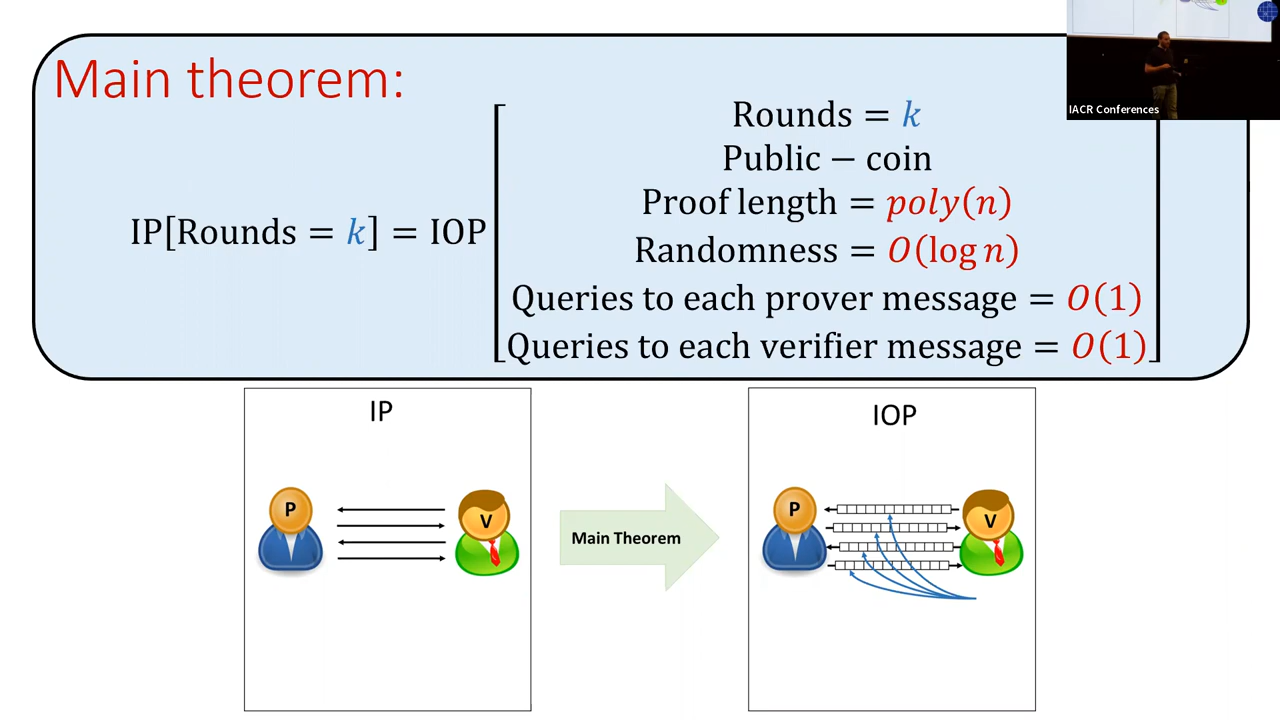 Main theorem:
IP[Rounds = k] = IOP
Rounds = k
Public − coin
Proof length = poly(n)
Randomness = O(log n)
Queries to each prover message = O(1)
Queries to each verifier message = O(1)
IACR Conferences
IP
P
V
Main Theorem
IOP
P
V